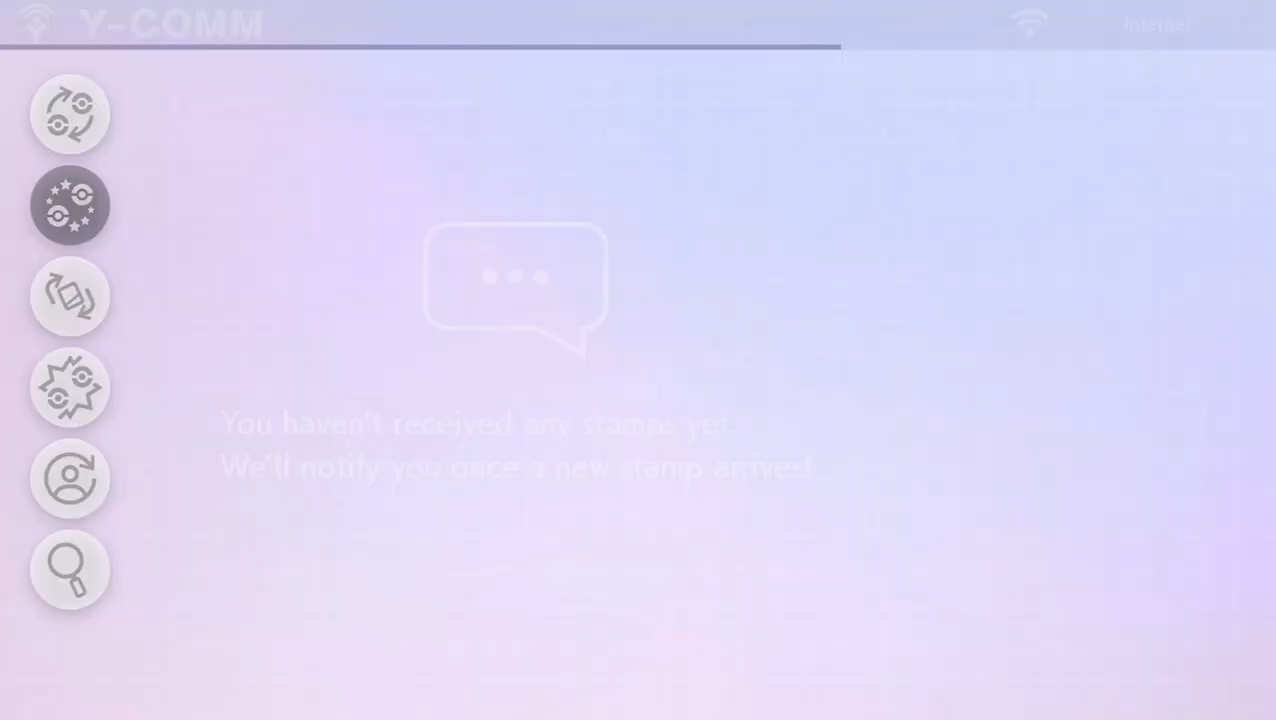 Y-COMM
Internet
You haven't received any stamps yet.
We'll notify you once a new stamp arrives!